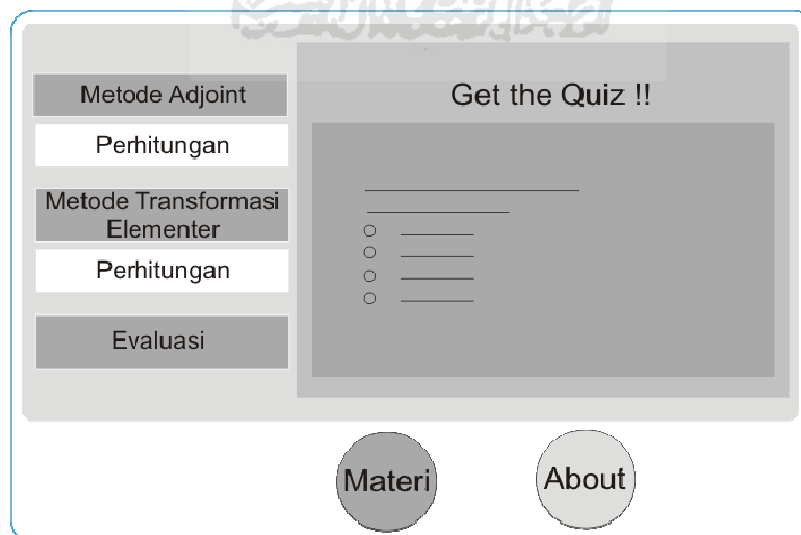 Metode Adjoint
Perhitungan
Metode Transformasi
Elementer
Perhitungan
Evaluasi
Get the Quiz !!
Materi
About